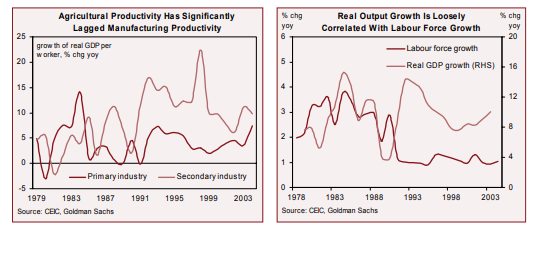 Agricultural Productivity Has Significantly
Lagged Manufacturing Productivity
growth of real GDP per
worker, % chg yoy
25
20
15
10
5
0
-5
Primary industry
Secondary industry
1979 1983 1987 1991 1995 1999 2003
Source: CEIC, Goldman Sachs
Real Output Growth Is Loosely
Correlated With Labour Force Growth
% chg
yoy
% chg
yoy
6
5
4
3
2
1
0
20
16
12
8
4
0
Labour force growth
Real GDP growth (RHS)
1978 1983 1988 1993 1998 2003
Source: CEIC, Goldman Sachs